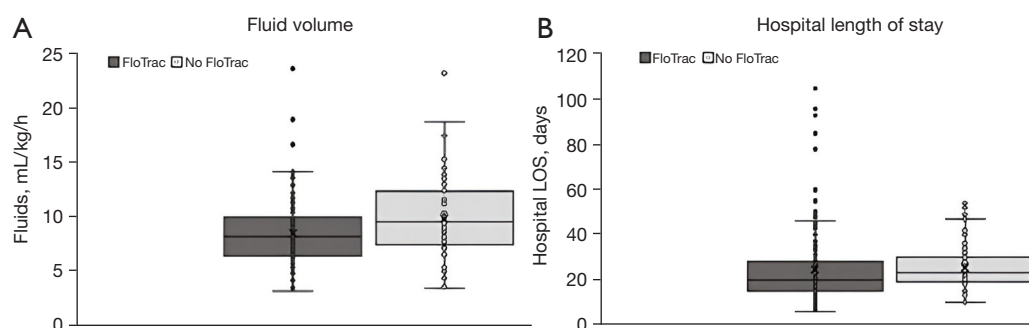 A
Fluid volume
25
20
15
10
5
0
Fluids, mL/kg/h
FloTrac No FloTrac
B
Hospital length of stay
120
100
80
60
40
20
0
Hospital LOS, days
FloTrac No FloTrac